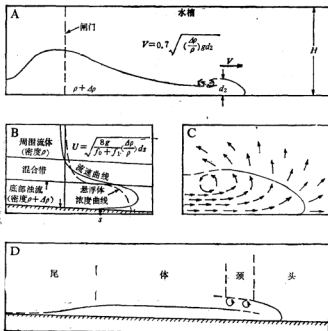 A
水槽
闸门
V=0.7√(Δρ/ρ)gd₂
V
H
ρ+Δρ
d₂
B
周围流体
(密度ρ)
U=√8g/(f₀+f₁)(Δρ/ρ)d₂s
混合带
流速曲线
底部浊流
(密度ρ+Δρ)
悬浮体
浓度曲线
s
C
D
尾
体
颈
头